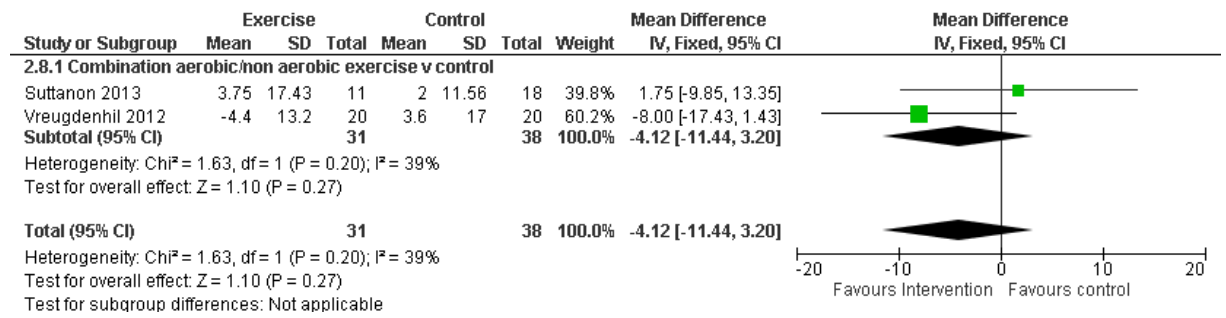 Exercise Control Mean Difference Mean Difference
Study or Subgroup Mean SD Total Mean SD Total Weight IV, Fixed, 95% CI IV, Fixed, 95% CI
2.8.1 Combination aerobic/non aerobic exercise v control
Suttanon 2013 3.75 17.43 11 2 11.56 18 39.8% 1.75 [-9.85, 13.35]
Vreugdenhil 2012 -4.4 13.2 20 3.6 17 20 60.2% -8.00 [-17.43, 1.43]
Subtotal (95% CI) 31 38 100.0% -4.12 [-11.44, 3.20]
Heterogeneity: Chi² = 1.63, df = 1 (P = 0.20); I² = 39%
Test for overall effect: Z = 1.10 (P = 0.27)
Total (95% CI) 31 38 100.0% -4.12 [-11.44, 3.20]
Heterogeneity: Chi² = 1.63, df = 1 (P = 0.20); I² = 39%
Test for overall effect: Z = 1.10 (P = 0.27)
Test for subgroup differences: Not applicable
-20 -10 0 10 20
Favours Intervention Favours control